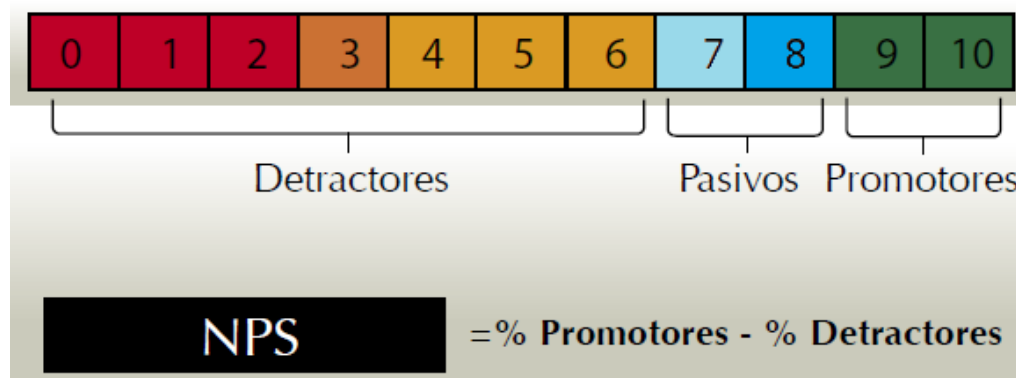 0 1 2 3 4 5 6 7 8 9 10
Detractores Pasivos Promotores
NPS =% Promotores - % Detractores